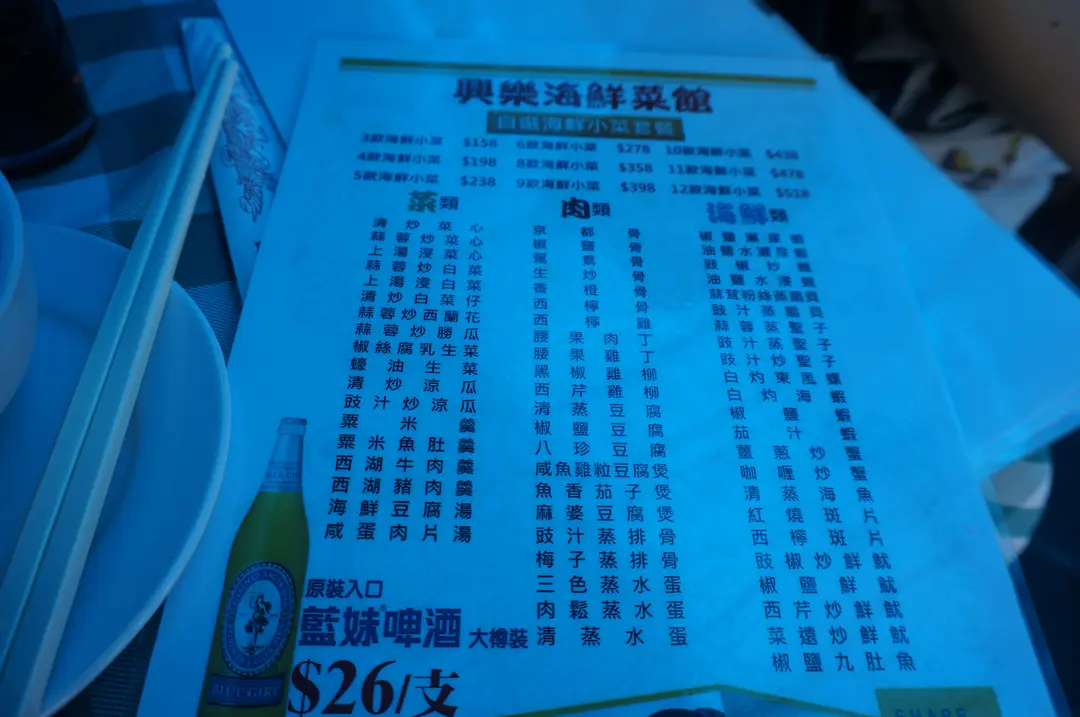 興樂海鮮菜館
自選海鮮小菜套餐
3款海鮮小菜 $158 6款海鮮小菜 $278 10款海鮮小菜 $438
4款海鮮小菜 $198 8款海鮮小菜 $358 11款海鮮小菜 $478
5款海鮮小菜 $238 9款海鮮小菜 $398 12款海鮮小菜 $518
菜類
清炒菜心
蒜蓉炒菜心
上湯浸菜心
蒜蓉炒白菜
上湯浸白菜
清炒白菜仔
蒜蓉炒西蘭花
蒜蓉炒勝瓜
椒絲腐乳生菜
蠔油生菜
清炒涼瓜
豉汁炒涼瓜
粟米羹
粟米魚肚羹
西湖牛肉羹
西湖豬肉羹
海鮮豆腐湯
咸蛋肉片湯
肉類
京都骨
椒鹽骨
鴛鴦骨
生炒骨
香橙骨
西檸骨
西檸雞
腰果肉丁
腰果雞丁
黑椒雞柳
西芹雞柳
清蒸豆腐
椒鹽豆腐
八珍豆腐
咸魚雞粒豆腐煲
魚香茄子煲
麻婆豆腐煲
豉汁蒸排骨
梅子蒸排骨
三色蒸水蛋
肉鬆蒸水蛋
清蒸水蛋
海鮮類
椒鹽瀨尿蝦
油鹽水瀨尿蝦
豉椒炒蜆
油鹽水浸蜆
蒜茸粉絲蒸扇貝
豉汁蒸扇貝
蒜蓉蒸聖子
豉汁蒸聖子
豉汁炒聖子
白灼東風螺
白灼海蝦
椒鹽蝦
茄汁蝦
薑蔥炒蟹
咖喱炒蟹
清蒸海魚
紅燒斑片
西檸斑片
豉椒炒鮮魷
椒鹽鮮魷
西芹炒鮮魷
菜遠炒鮮魷
椒鹽九肚魚
原裝入口
藍妹®啤酒 大樽裝
$26/支
BLUE GIRL
SHARE